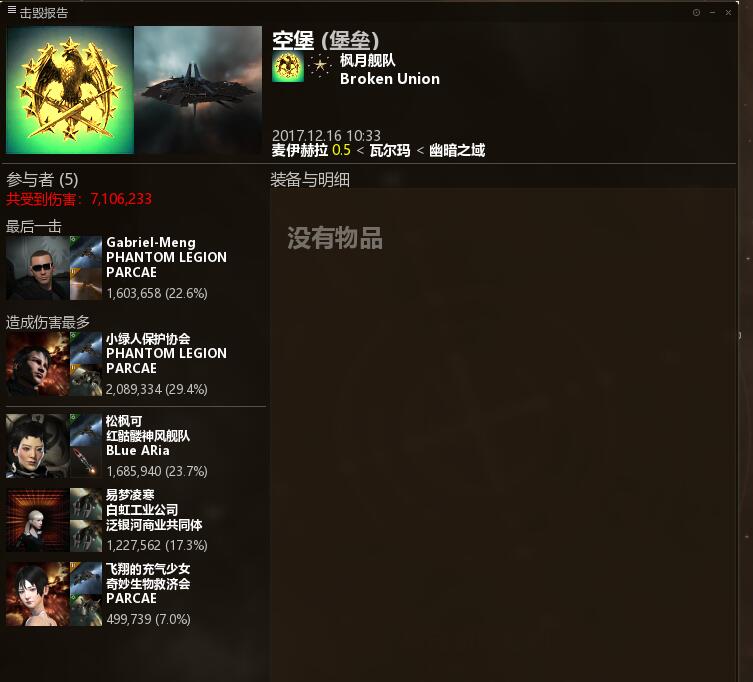 击毁报告
空堡 (堡垒)
枫月舰队
Broken Union
2017.12.16 10:33
麦伊赫拉 0.5 < 瓦尔玛 < 幽暗之域
参与者 (5)
共受到伤害：7,106,233
最后一击
Gabriel-Meng
PHANTOM LEGION
PARCAE
1,603,658 (22.6%)
造成伤害最多
小绿人保护协会
PHANTOM LEGION
PARCAE
2,089,334 (29.4%)
松枫可
红骷髅神风舰队
BLue ARia
1,685,940 (23.7%)
易梦凌寒
白虹工业公司
泛银河商业共同体
1,227,562 (17.3%)
飞翔的充气少女
奇妙生物救济会
PARCAE
499,739 (7.0%)
装备与明细
没有物品